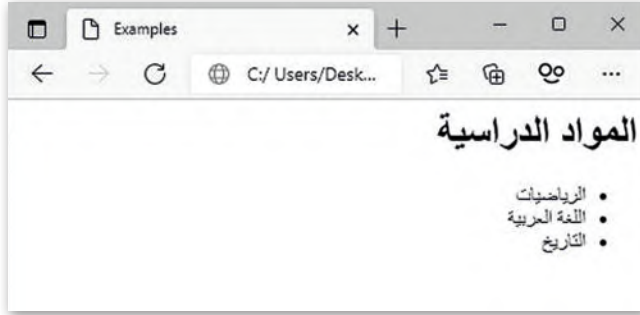 Examples
C:/ Users/Desk...
المواد الدراسية
• الرياضيات
• اللغة العربية
• التاريخ